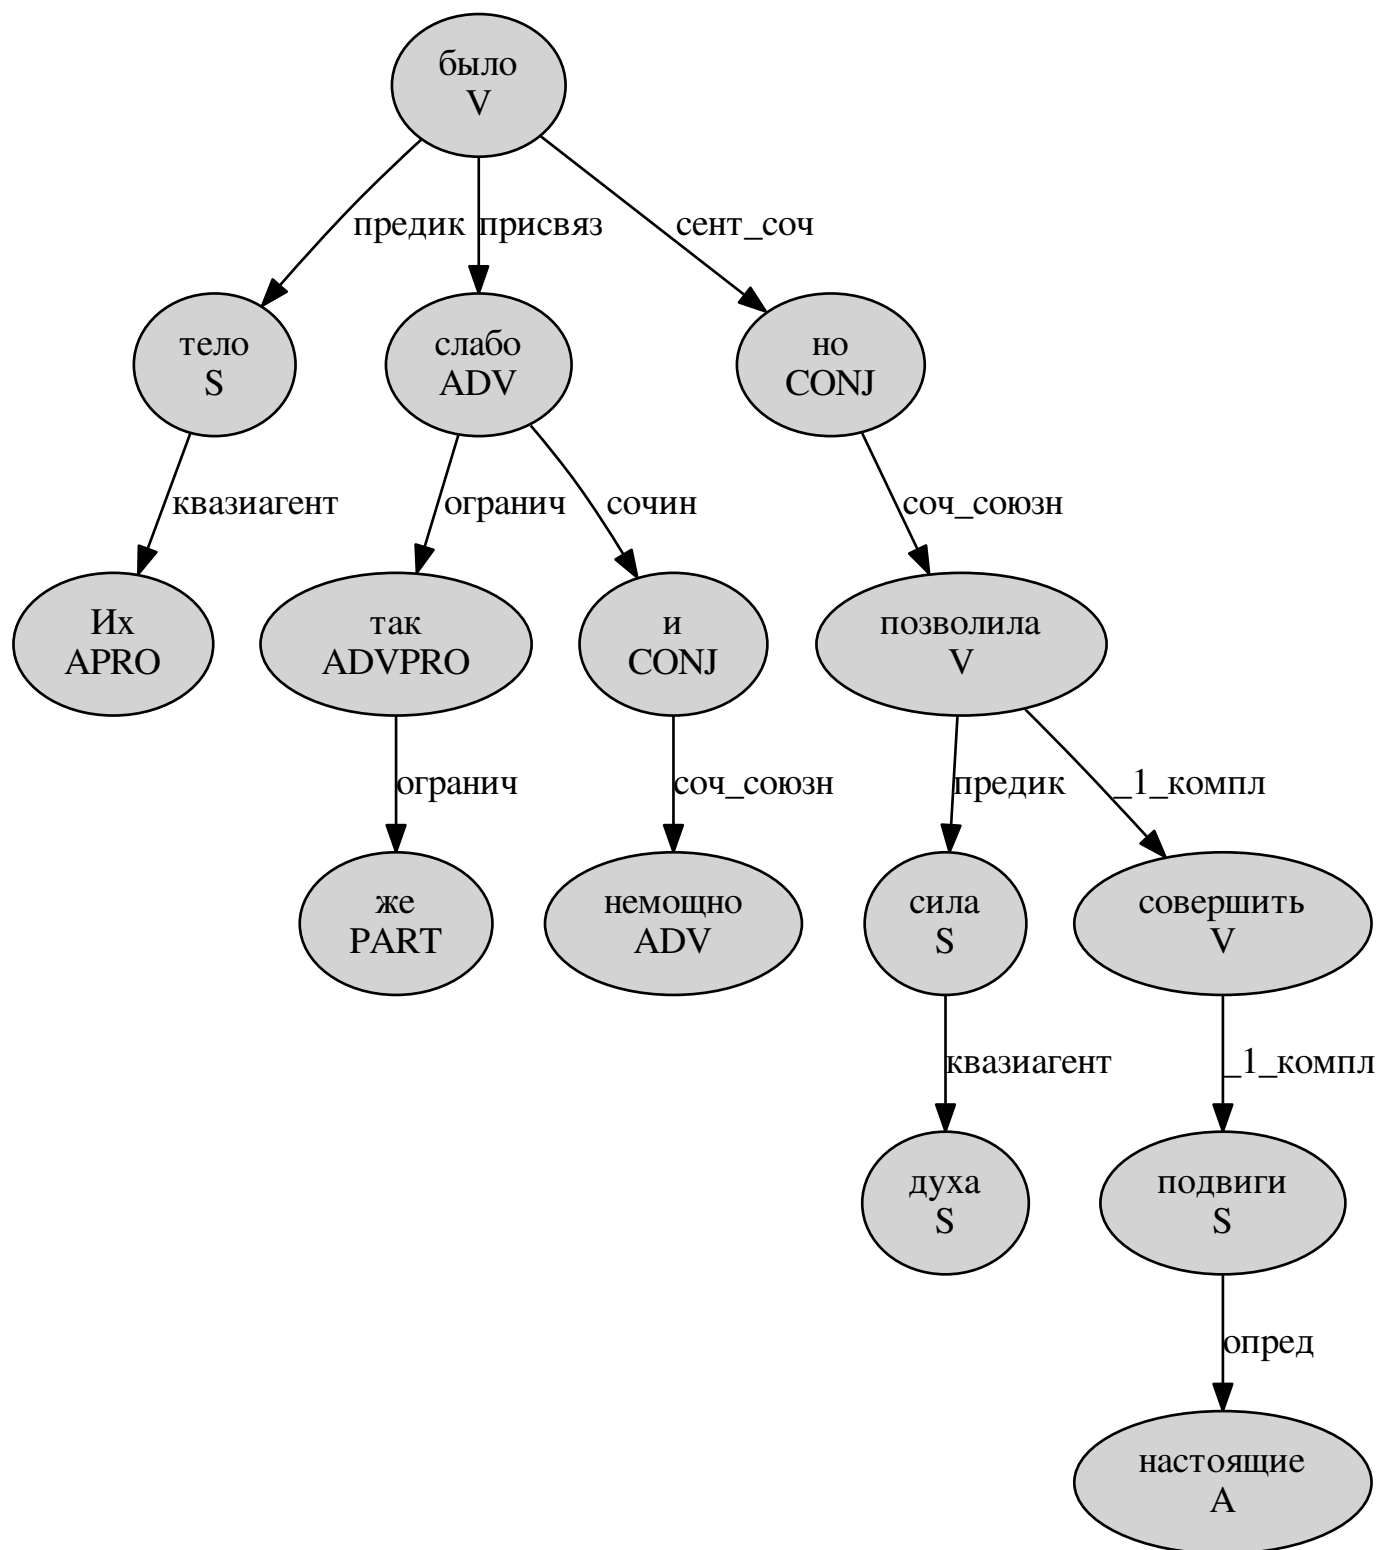 было
V
предик
присвяз
сент_соч
тело
S
слабо
ADV
но
CONJ
квазиагент
огранич
сочин
соч_союзн
Их
APRO
так
ADVPRO
и
CONJ
позволила
V
огранич
соч_союзн
предик
_1_компл
же
PART
немощно
ADV
сила
S
совершить
V
квазиагент
_1_компл
духа
S
подвиги
S
опред
настоящие
A